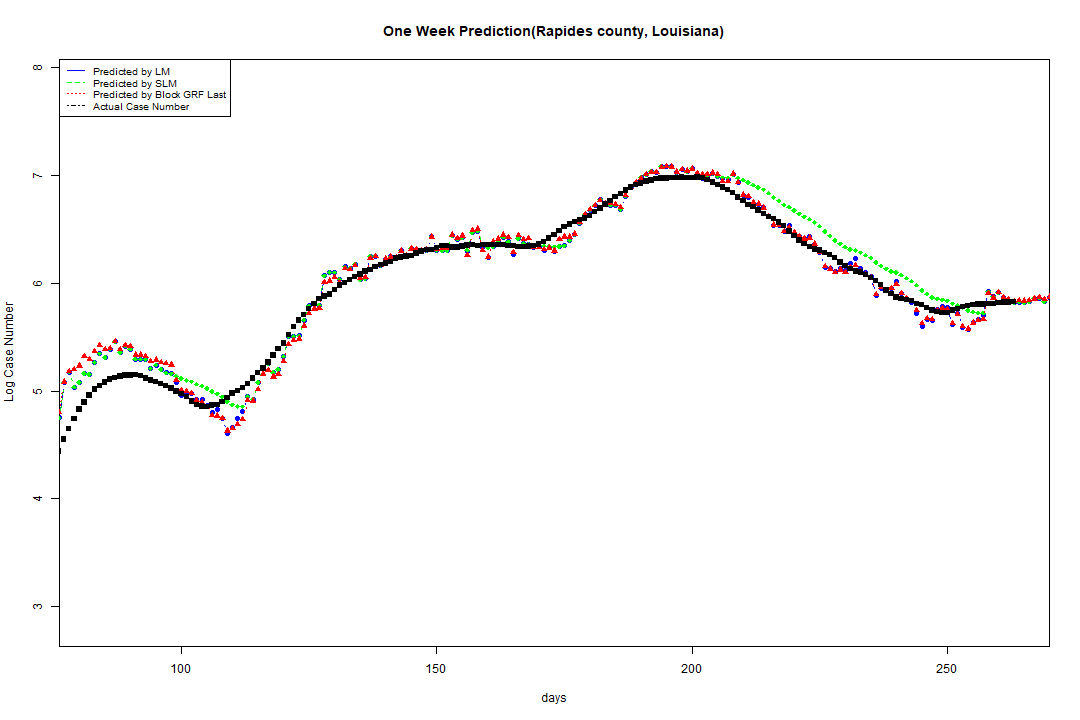 One Week Prediction(Rapides county, Louisiana)
Predicted by LM
Predicted by SLM
Predicted by Block GRF Last
Actual Case Number
8
7
6
5
4
3
Log Case Number
100
150
200
250
days